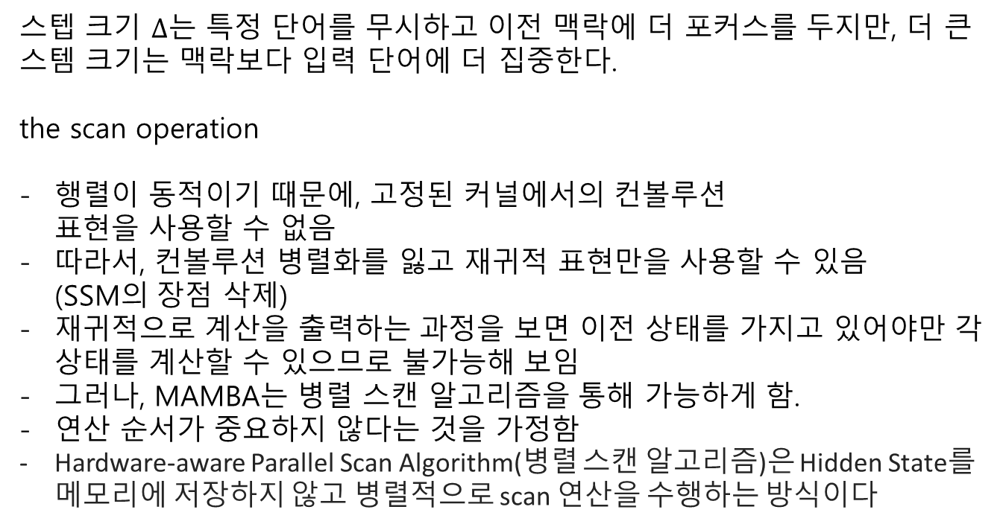 스텝 크기 Δ는 특정 단어를 무시하고 이전 맥락에 더 포커스를 두지만, 더 큰
스템 크기는 맥락보다 입력 단어에 더 집중한다.
the scan operation
- 행렬이 동적이기 때문에, 고정된 커널에서의 컨볼루션
표현을 사용할 수 없음
- 따라서, 컨볼루션 병렬화를 잃고 재귀적 표현만을 사용할 수 있음
(SSM의 장점 삭제)
- 재귀적으로 계산을 출력하는 과정을 보면 이전 상태를 가지고 있어야만 각
상태를 계산할 수 있으므로 불가능해 보임
- 그러나, MAMBA는 병렬 스캔 알고리즘을 통해 가능하게 함.
- 연산 순서가 중요하지 않다는 것을 가정함
- Hardware-aware Parallel Scan Algorithm(병렬 스캔 알고리즘)은 Hidden State를
메모리에 저장하지 않고 병렬적으로 scan 연산을 수행하는 방식이다